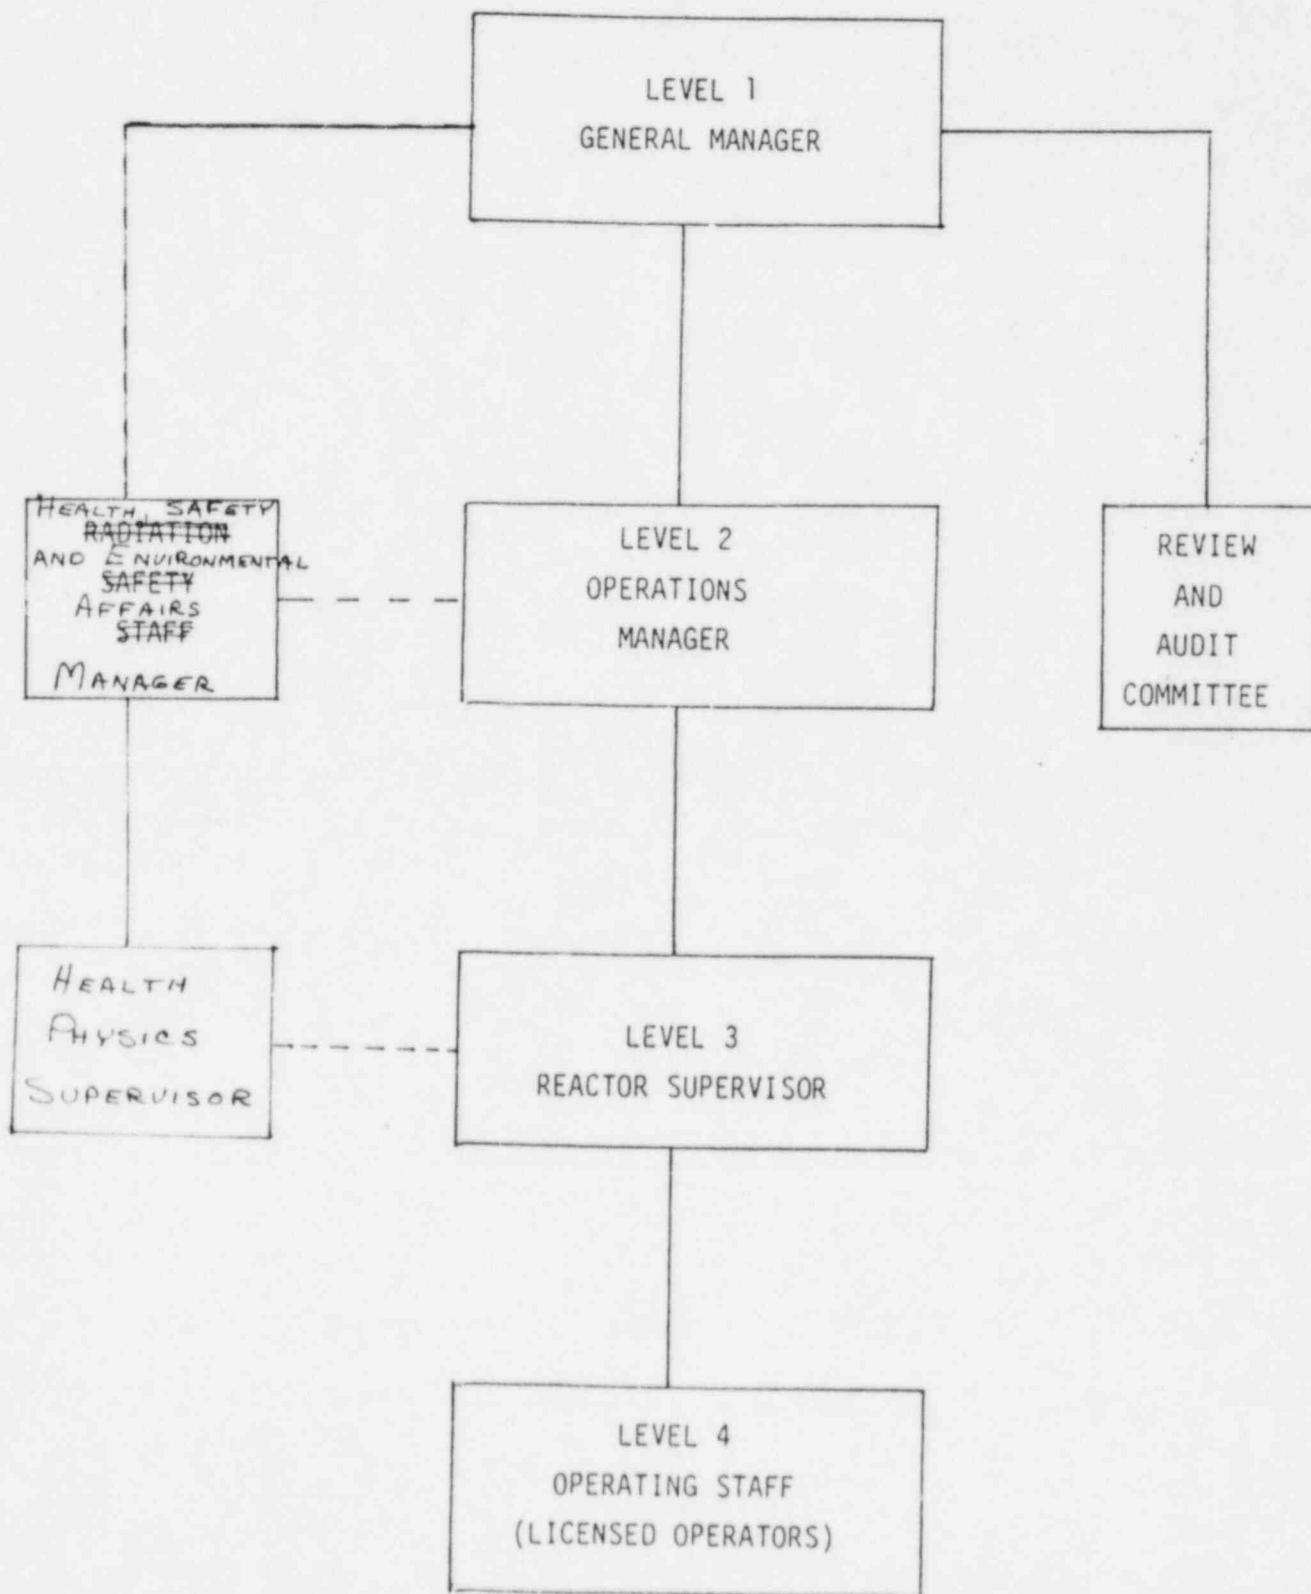 LEVEL 1
GENERAL MANAGER
HEALTH, SAFETY
RADIATION
AND ENVIRONMENTAL
SAFETY
AFFAIRS
STAFF
MANAGER
LEVEL 2
OPERATIONS
MANAGER
REVIEW
AND
AUDIT
COMMITTEE
HEALTH
PHYSICS
SUPERVISOR
LEVEL 3
REACTOR SUPERVISOR
LEVEL 4
OPERATING STAFF
(LICENSED OPERATORS)